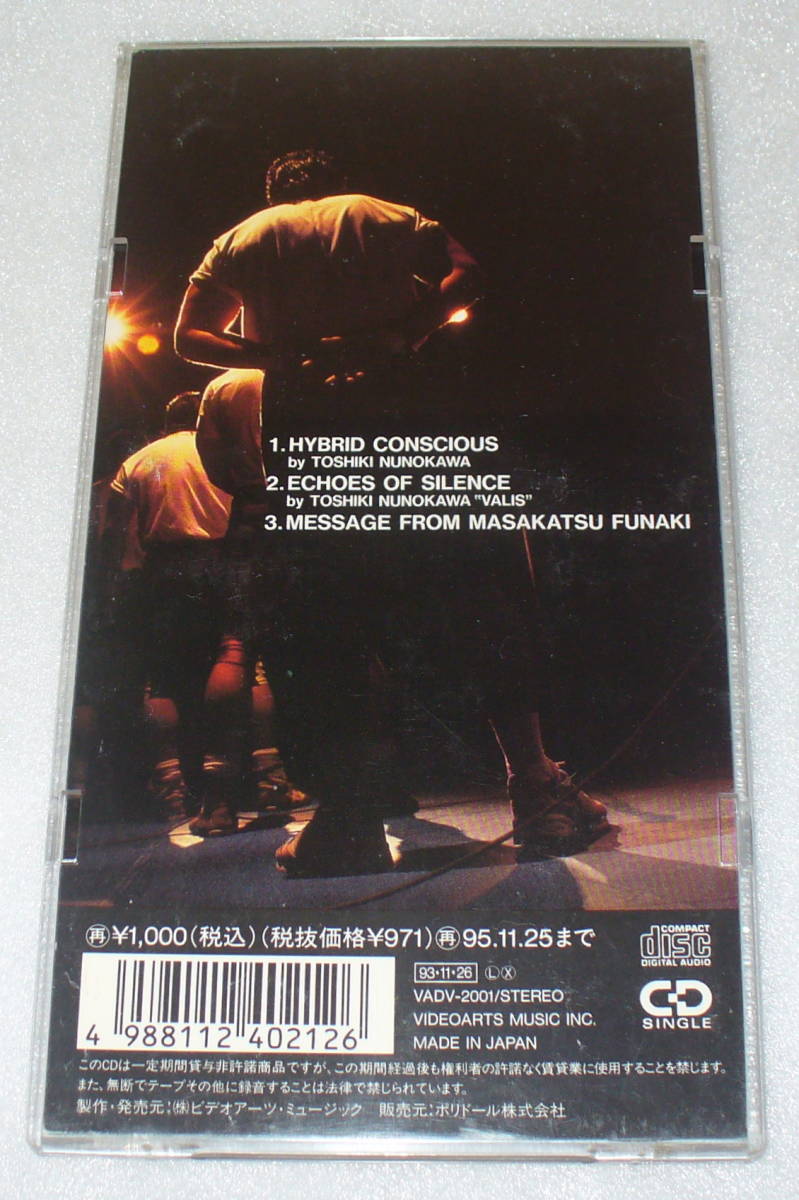 1.HYBRID CONSCIOUS
by TOSHIKI NUNOKAWA
2.ECHOES OF SILENCE
by TOSHIKI NUNOKAWA "VALIS"
3.MESSAGE FROM MASAKATSU FUNAKI
再¥1,000(税込)(税抜価格¥971)再95.11.25まで
COMPACT
disc
DIGITAL AUDIO
93・11・26 Ⓛ Ⓧ
VADV-2001/STEREO
VIDEOARTS MUSIC INC.
MADE IN JAPAN
CD
SINGLE
4 988112 402126
このCDは一定期間貸与非許諾商品ですが、この期間経過後も権利者の許諾なく賃貸業に使用することを禁じます。
また、無断でテープその他に録音することは法律で禁じられています。
製作・発売元:㈱ビデオアーツ・ミュージック 販売元:ポリドール株式会社